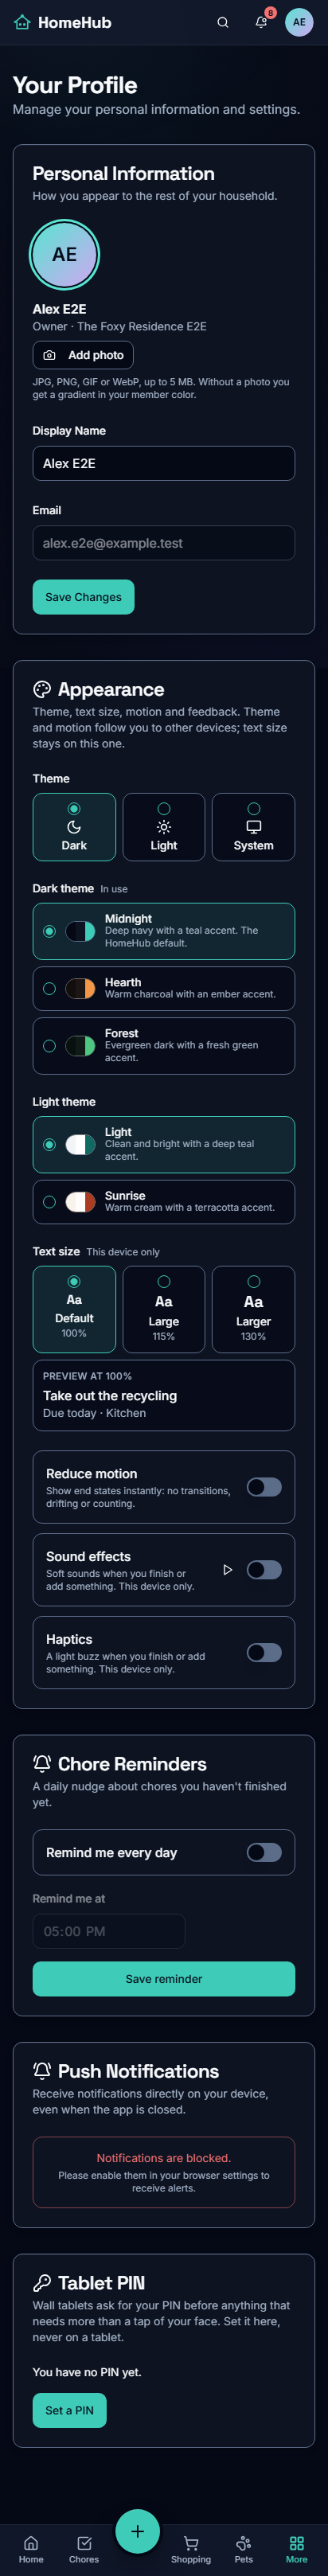 HomeHub
8
AE
Your Profile
Manage your personal information and settings.
Personal Information
How you appear to the rest of your household.
AE
Alex E2E
Owner · The Foxy Residence E2E
Add photo
JPG, PNG, GIF or WebP, up to 5 MB. Without a photo you
get a gradient in your member color.
Display Name
Alex E2E
Email
alex.e2e@example.test
Save Changes
Appearance
Theme, text size, motion and feedback. Theme
and motion follow you to other devices; text size
stays on this one.
Theme
Dark
Light
System
Dark theme In use
Midnight
Deep navy with a teal accent. The
HomeHub default.
Hearth
Warm charcoal with an ember accent.
Forest
Evergreen dark with a fresh green
accent.
Light theme
Light
Clean and bright with a deep teal
accent.
Sunrise
Warm cream with a terracotta accent.
Text size This device only
Aa
Default
100%
Aa
Large
115%
Aa
Larger
130%
PREVIEW AT 100%
Take out the recycling
Due today · Kitchen
Reduce motion
Show end states instantly: no transitions,
drifting or counting.
Sound effects
Soft sounds when you finish or
add something. This device only.
Haptics
A light buzz when you finish or add
something. This device only.
Chore Reminders
A daily nudge about chores you haven't finished
yet.
Remind me every day
Remind me at
05:00 PM
Save reminder
Push Notifications
Receive notifications directly on your device,
even when the app is closed.
Notifications are blocked.
Please enable them in your browser settings to
receive alerts.
Tablet PIN
Wall tablets ask for your PIN before anything that
needs more than a tap of your face. Set it here,
never on a tablet.
You have no PIN yet.
Set a PIN
Home
Chores
Shopping
Pets
More